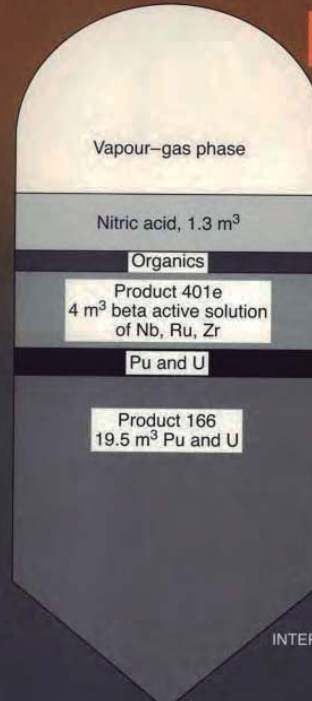 Vapour–gas phase
Nitric acid, 1.3 m³
Organics
Product 401e
4 m³ beta active solution
of Nb, Ru, Zr
Pu and U
Product 166
19.5 m³ Pu and U
INTER